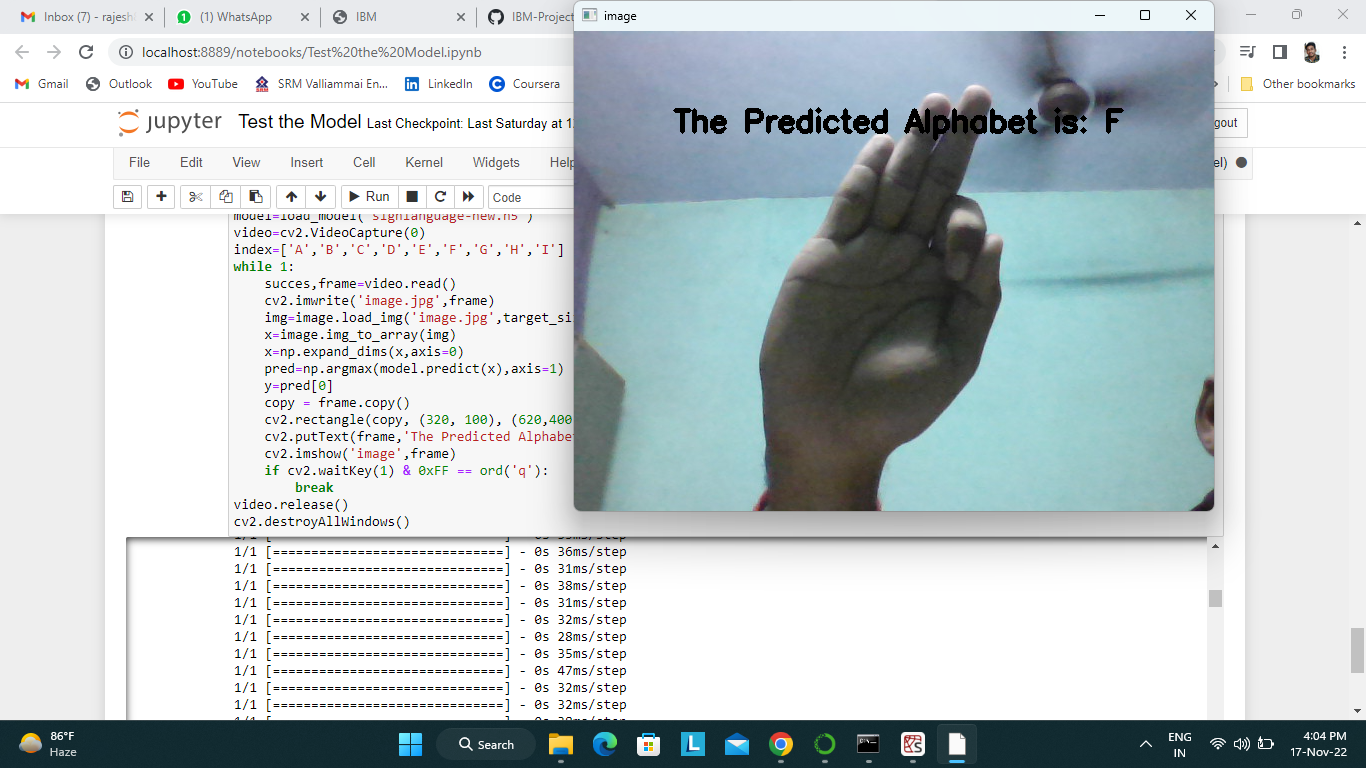 Inbox (7) - rajesh
(1) WhatsApp
IBM
IBM-Project
image
localhost:8889/notebooks/Test%20the%20Model.ipynb
Gmail
Outlook
YouTube
SRM Valliammai En...
LinkedIn
Coursera
Other bookmarks
jupyter Test the Model Last Checkpoint: Last Saturday at 1
gout
The Predicted Alphabet is: F
File Edit View Insert Cell Kernel Widgets Help
el)
Run
Code
model=load_model('signlanguage-new.h5')
video=cv2.VideoCapture(0)
index=['A','B','C','D','E','F','G','H','I']
while 1:
succes,frame=video.read()
cv2.imwrite('image.jpg',frame)
img=image.load_img('image.jpg',target_si
x=image.img_to_array(img)
x=np.expand_dims(x,axis=0)
pred=np.argmax(model.predict(x),axis=1)
y=pred[0]
copy = frame.copy()
cv2.rectangle(copy, (320, 100), (620,400
cv2.putText(frame,'The Predicted Alphabe
cv2.imshow('image',frame)
if cv2.waitKey(1) & 0xFF == ord('q'):
break
video.release()
cv2.destroyAllWindows()
1/1 [==============================] - 0s 36ms/step
1/1 [==============================] - 0s 31ms/step
1/1 [==============================] - 0s 38ms/step
1/1 [==============================] - 0s 31ms/step
1/1 [==============================] - 0s 32ms/step
1/1 [==============================] - 0s 28ms/step
1/1 [==============================] - 0s 35ms/step
1/1 [==============================] - 0s 47ms/step
1/1 [==============================] - 0s 32ms/step
1/1 [==============================] - 0s 32ms/step
86°F
Haze
Search
ENG
IN
4:04 PM
17-Nov-22